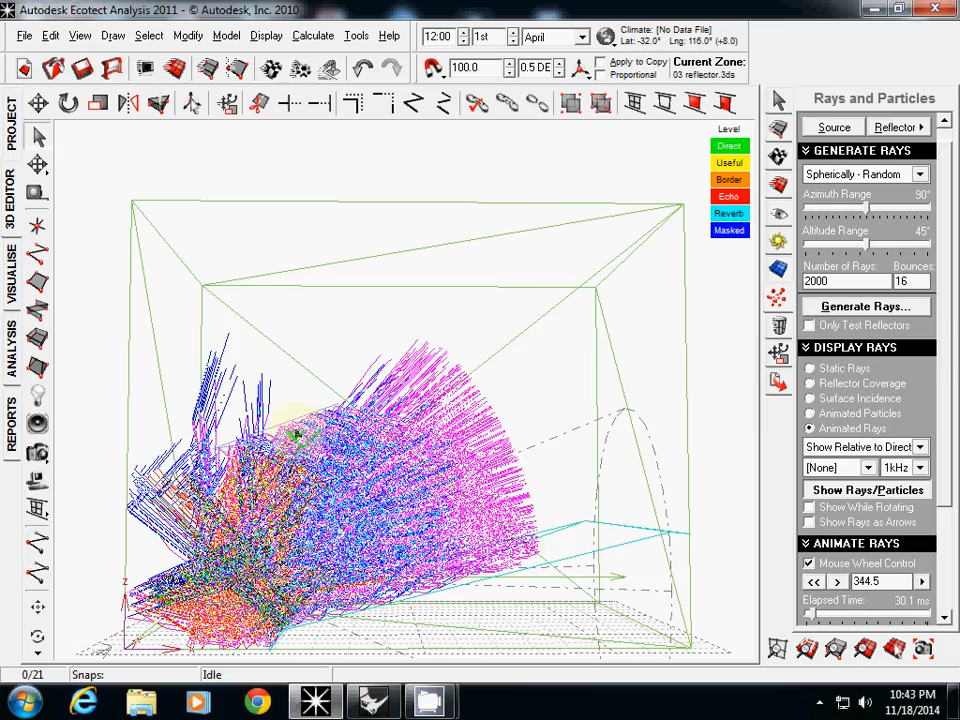 Autodesk Ecotect Analysis 2011 - © Autodesk, Inc. 2010
File Edit View Draw Select Modify Model Display Calculate Tools Help
12:00 1st April
Climate: [No Data File]
Lat: -32.0° Lng: 116.0° (+8.0)
100.0 0.5 DE
Apply to Copy
Proportional
Current Zone:
03 reflector.3ds
PROJECT
3D EDITOR
VISUALISE
ANALYSIS
REPORTS
Level
Direct
Useful
Border
Echo
Reverb
Masked
Z
Rays and Particles
Source Reflector
GENERATE RAYS
Spherically - Random
Azimuth Range 90°
Altitude Range 45°
Number of Rays: Bounces:
2000 16
Generate Rays...
Only Test Reflectors
DISPLAY RAYS
Static Rays
Reflector Coverage
Surface Incidence
Animated Particles
Animated Rays
Show Relative to Direct
[None] 1kHz
Show Rays/Particles
Show While Rotating
Show Rays as Arrows
ANIMATE RAYS
Mouse Wheel Control
<< > 344.5
Elapsed Time: 30.1 ms
0/21 Snaps: Idle
10:43 PM
11/18/2014